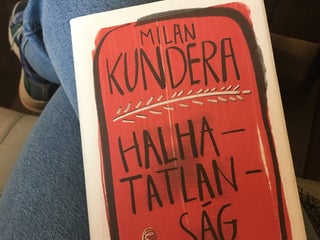 MILAN
KUNDERA
HALHA-
TATLAN-
SÁG